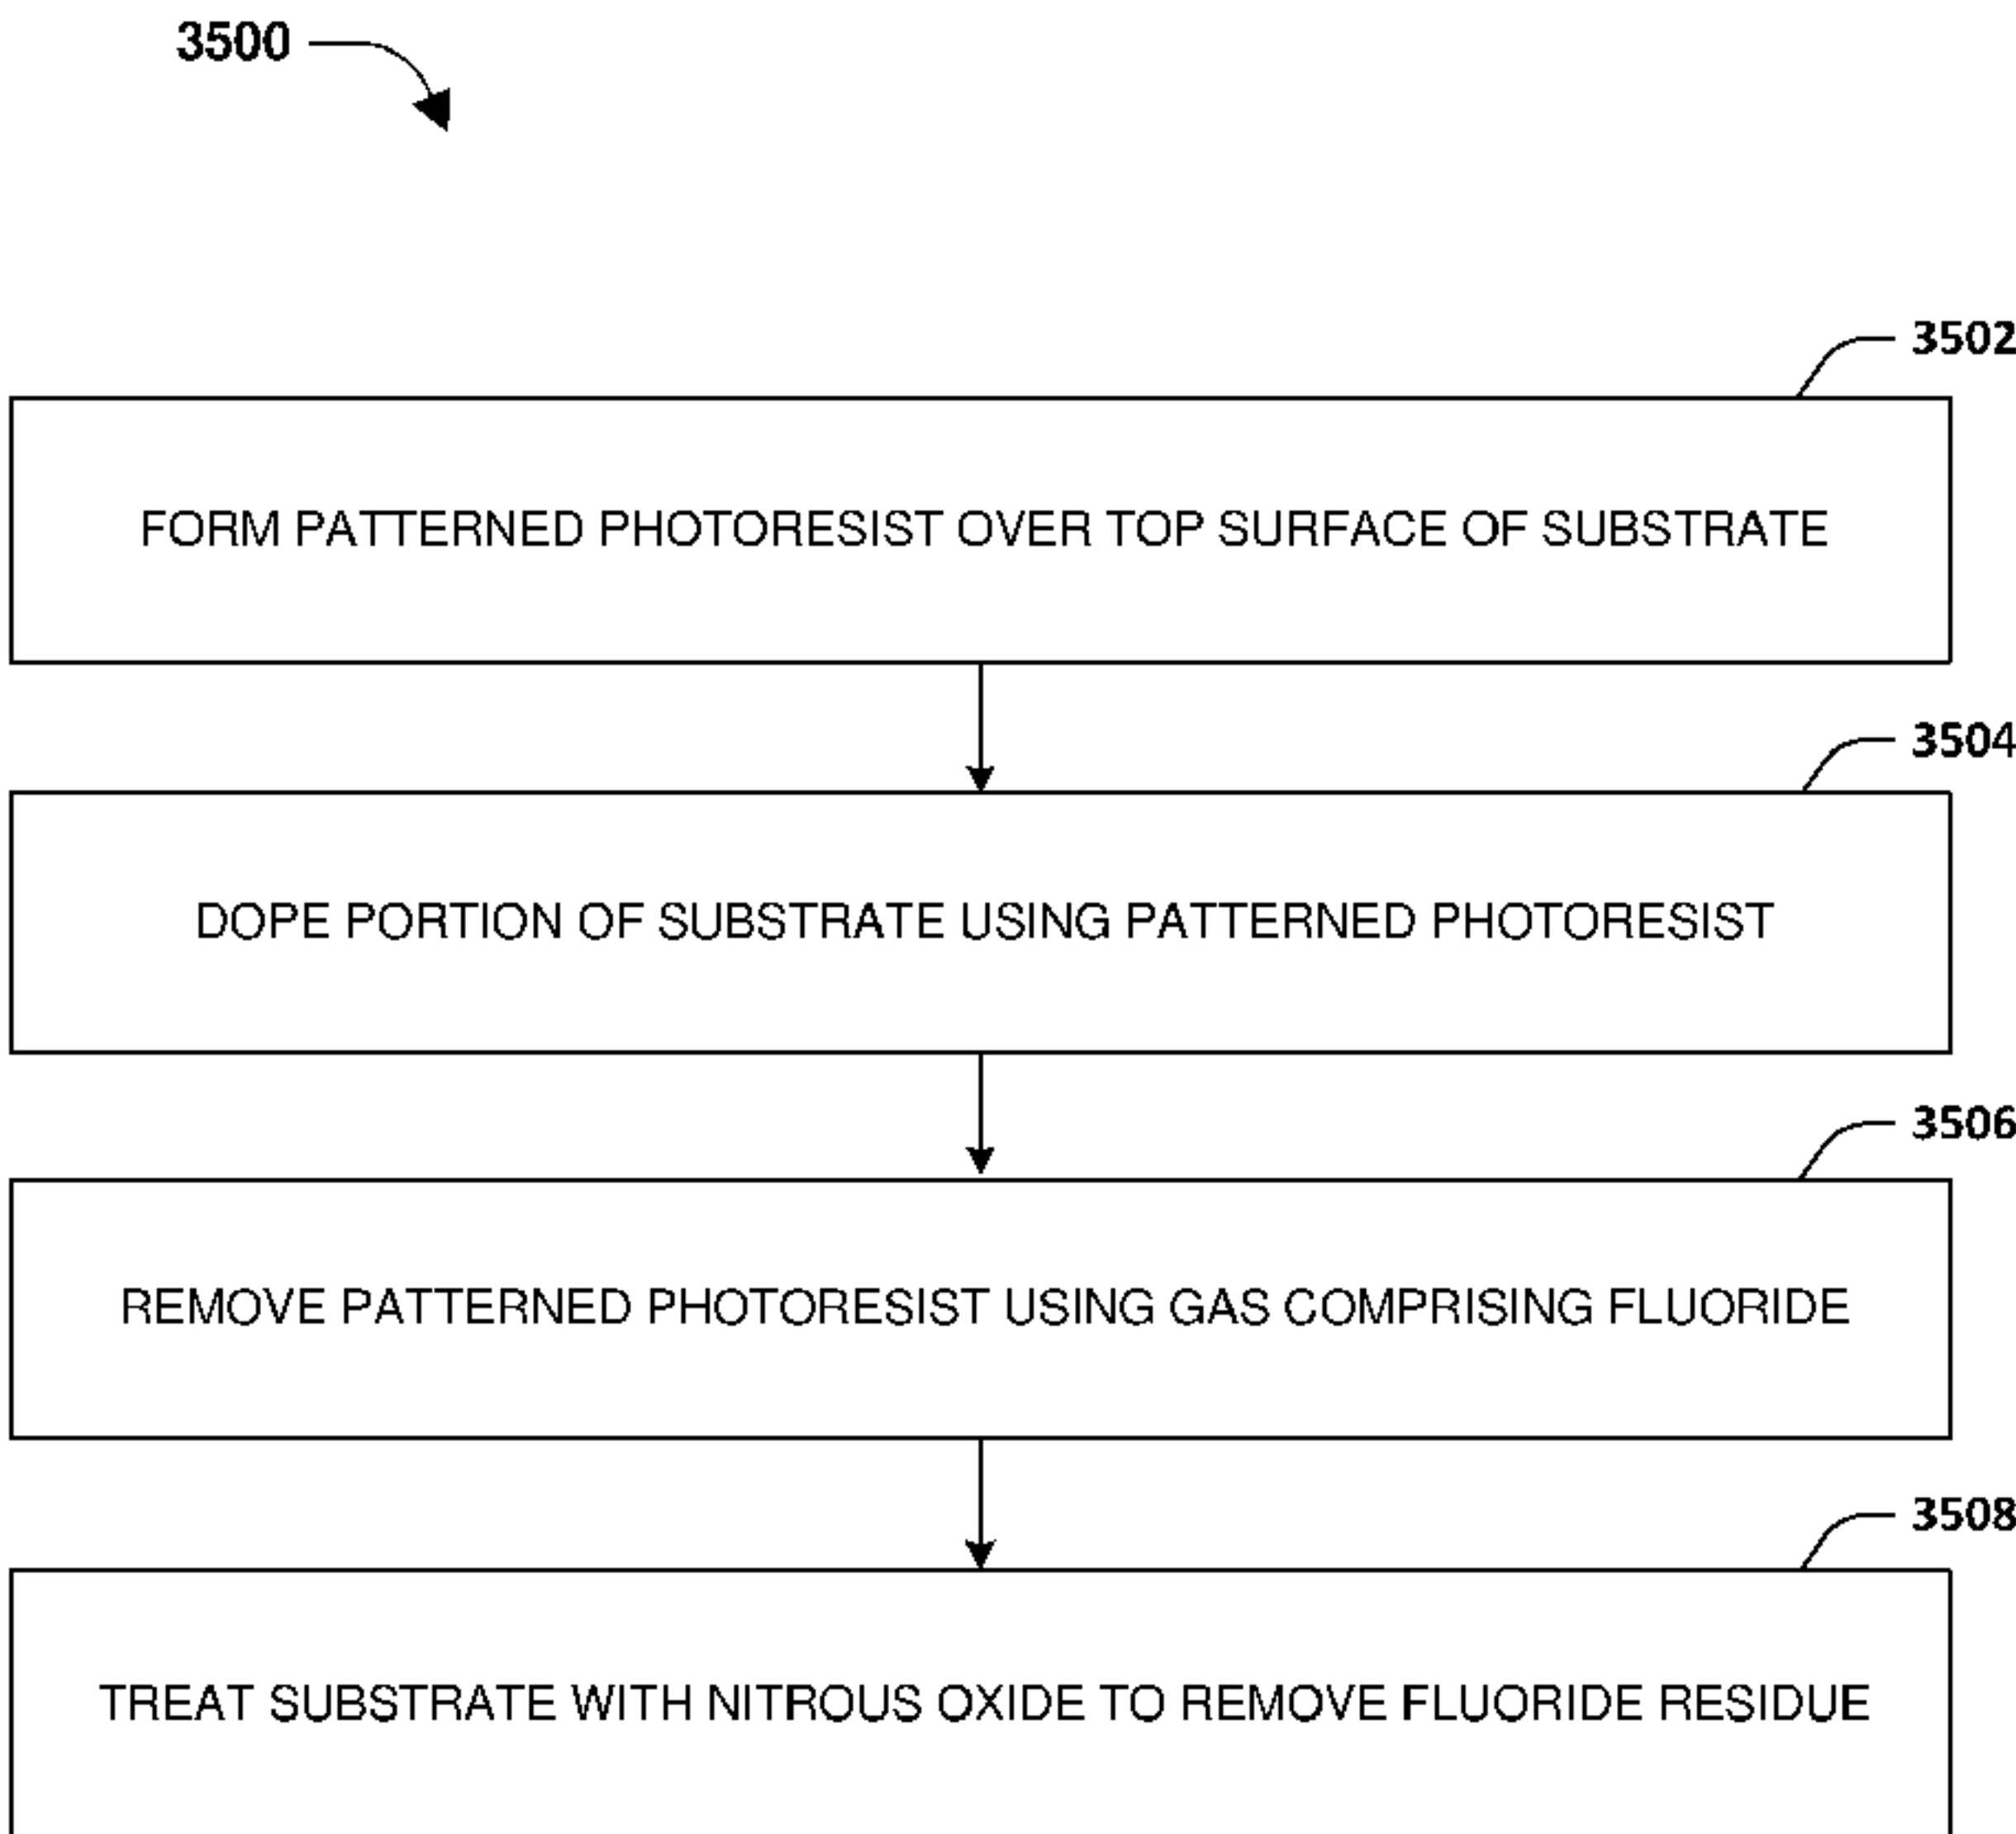 3500
3502
FORM PATTERNED PHOTORESIST OVER TOP SURFACE OF SUBSTRATE
3504
DOPE PORTION OF SUBSTRATE USING PATTERNED PHOTORESIST
3506
REMOVE PATTERNED PHOTORESIST USING GAS COMPRISING FLUORIDE
3508
TREAT SUBSTRATE WITH NITROUS OXIDE TO REMOVE FLUORIDE RESIDUE